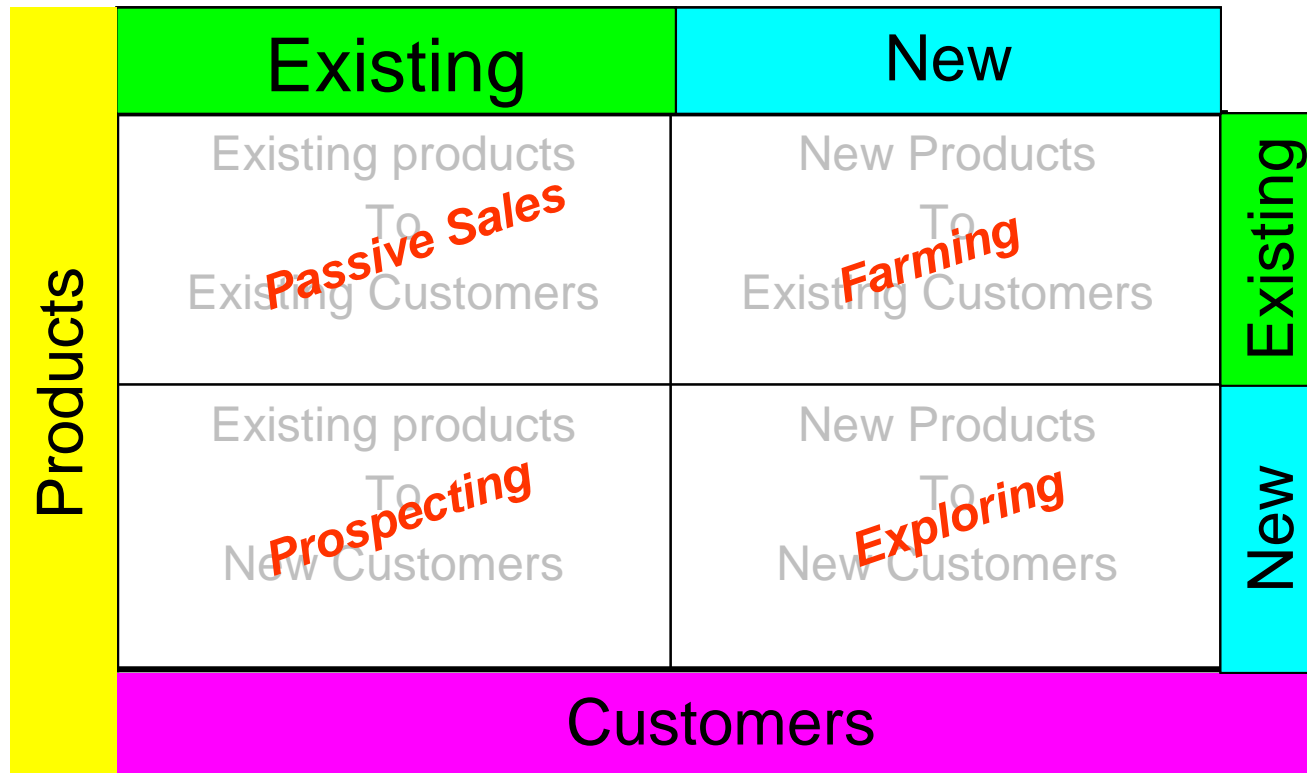 Existing
New
Products
Existing products
To
Existing Customers
Passive Sales
New Products
To
Existing Customers
Farming
Existing
Existing products
To
New Customers
Prospecting
New Products
To
New Customers
Exploring
New
Customers